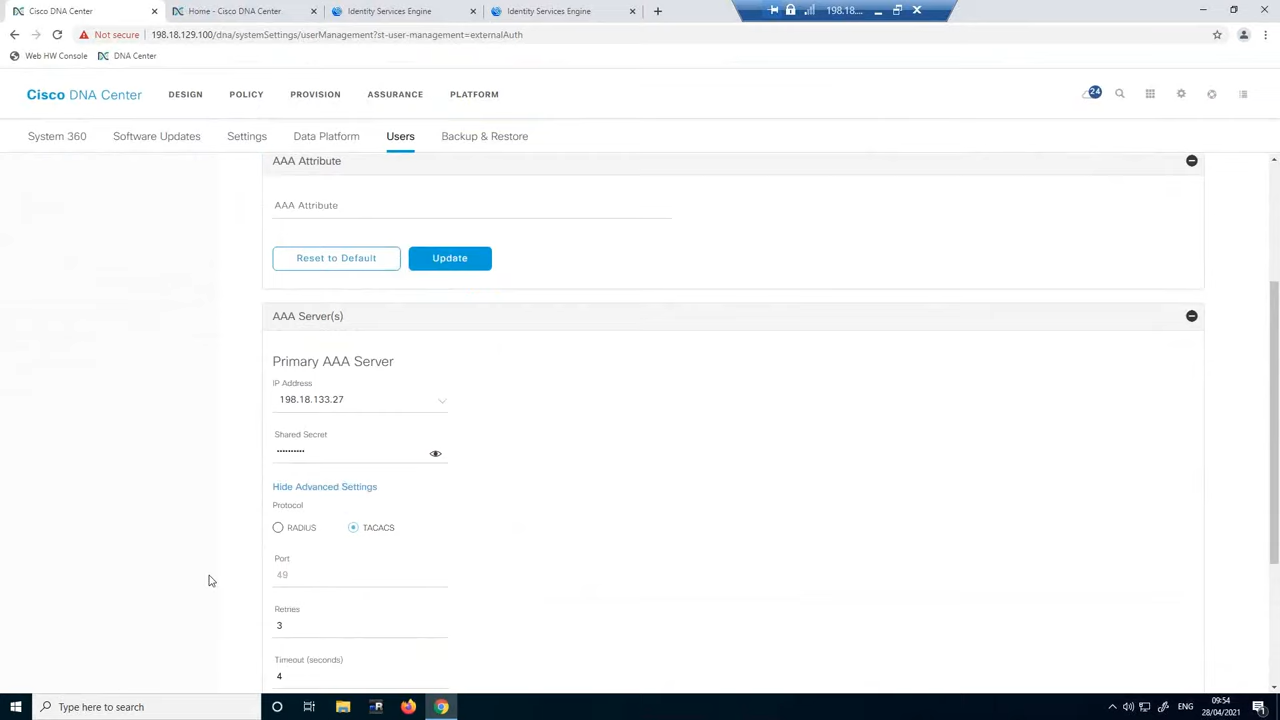 Cisco DNA Center
Home - Cisco DNA Center
Identity Services Engine
Identity Services Engine
198.18...
Not secure
198.18.129.100/dna/systemSettings/userManagement?st-user-management=externalAuth
Web HW Console
DNA Center
Cisco DNA Center
DESIGN
POLICY
PROVISION
ASSURANCE
PLATFORM
24
System 360
Software Updates
Settings
Data Platform
Users
Backup & Restore
AAA Attribute
AAA Attribute
Reset to Default
Update
AAA Server(s)
Primary AAA Server
IP Address
198.18.133.27
Shared Secret
Hide Advanced Settings
Protocol
RADIUS
TACACS
Port
49
Retries
3
Timeout (seconds)
4
Type here to search
ENG
09:54
28/04/2021
1